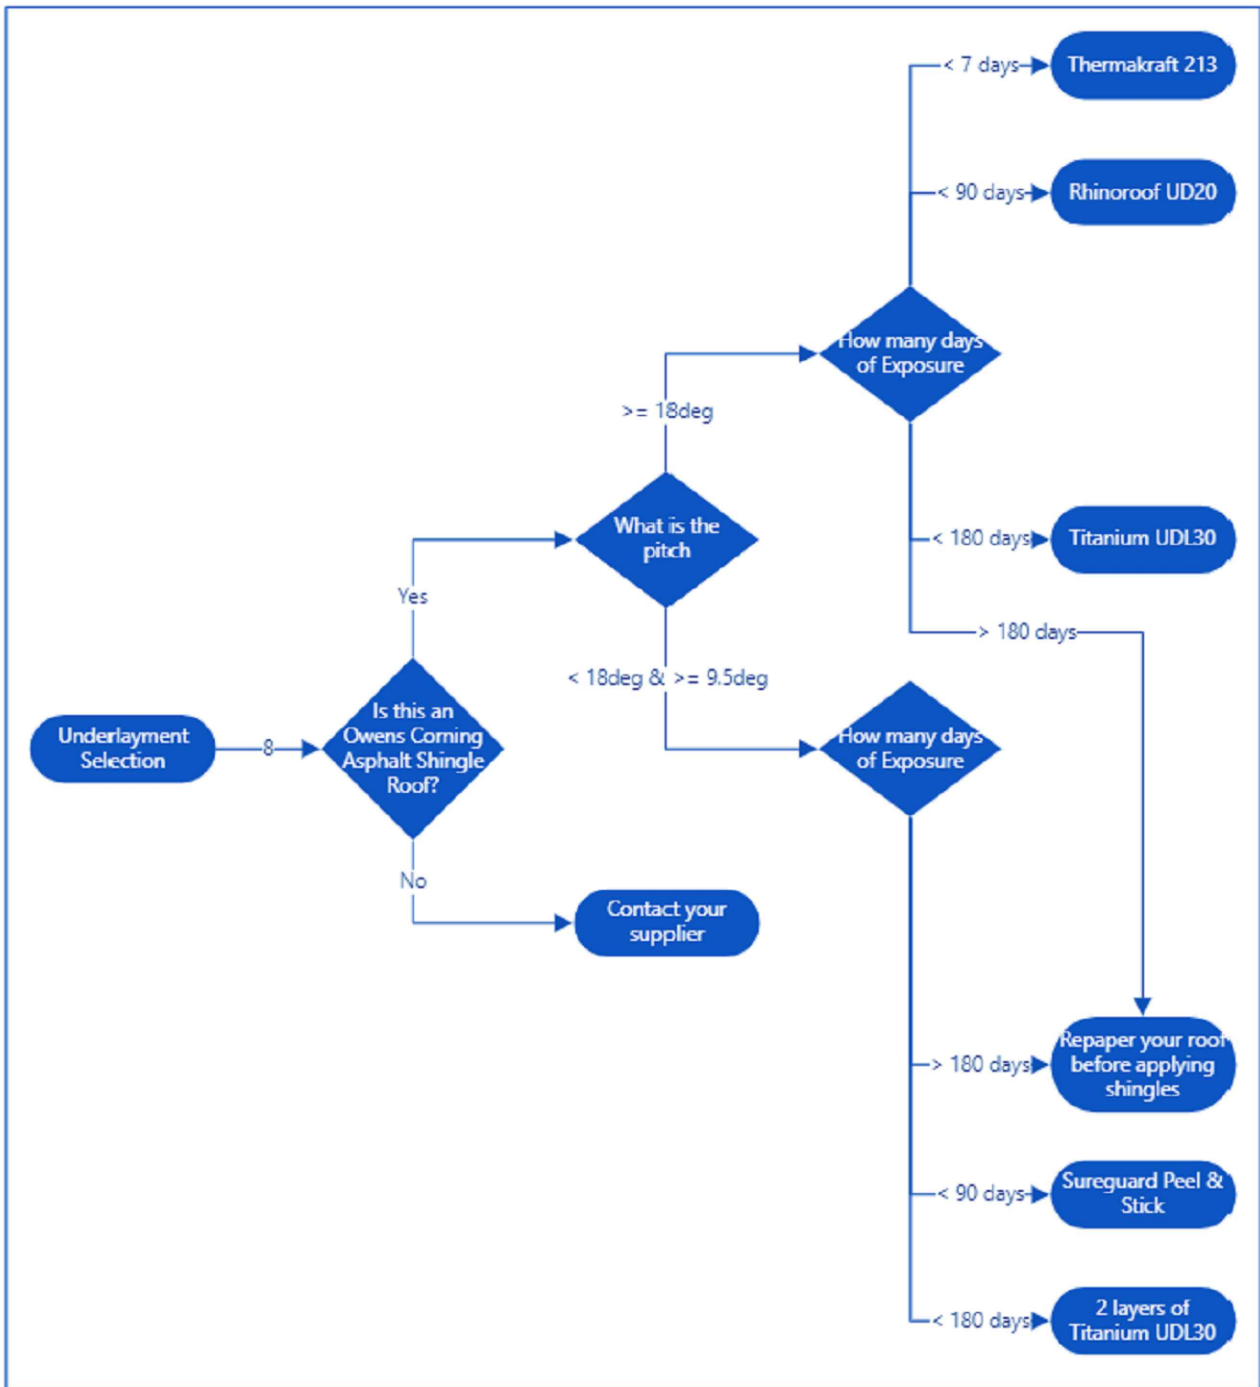 < 7 days
Thermakraft 213
< 90 days
Rhinoroof UD20
How many days
of Exposure
>= 18deg
What is the
pitch
< 180 days
Titanium UDL30
Yes
> 180 days
< 18deg & >= 9.5deg
Underlayment
Selection
8
Is this an
Owens Corning
Asphalt Shingle
Roof?
How many days
of Exposure
No
Contact your
supplier
> 180 days
Repaper your roof
before applying
shingles
< 90 days
Sureguard Peel &
Stick
< 180 days
2 layers of
Titanium UDL30